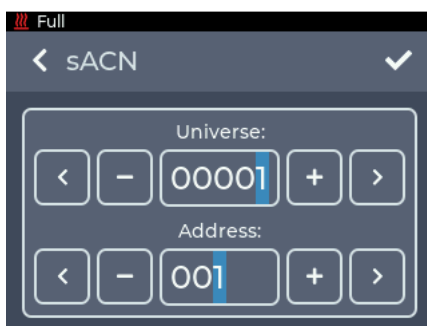 Full
< sACN
Universe:
< - 00001 + >
Address:
< - 001 + >